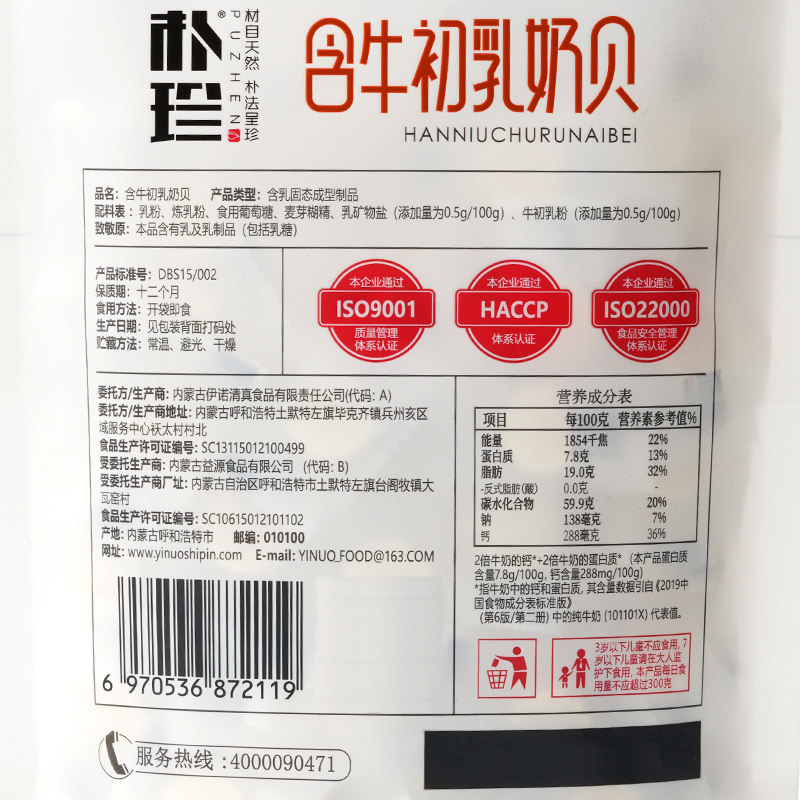 朴珍®
材自天然 朴法呈珍
PUZHEN
含牛初乳奶贝
HANNIUCHURUNAIBEI
品名：含牛初乳奶贝 产品类型：含乳固态成型制品
配料表：乳粉、炼乳粉、食用葡萄糖、麦芽糊精、乳矿物盐（添加量为0.5g/100g）、牛初乳粉（添加量为0.5g/100g）
致敏原：本品含有乳及乳制品（包括乳糖）
产品标准号：DBS15/002
保质期：十二个月
食用方法：开袋即食
生产日期：见包装背面打码处
贮藏方法：常温、避光、干燥
本企业通过
ISO9001
质量管理
体系认证
本企业通过
HACCP
体系认证
本企业通过
ISO22000
食品安全管理
体系认证
委托方/生产商：内蒙古伊诺清真食品有限责任公司(代码：A)
委托方/生产商地址：内蒙古呼和浩特土默特左旗毕克齐镇兵州亥区
域服务中心袄太村村北
食品生产许可证编号：SC13115012100499
受委托生产商：内蒙古益源食品有限公司 （代码：B）
受委托生产商厂址：内蒙古自治区呼和浩特市土默特左旗台阁牧镇大
瓦窑村
食品生产许可证编号：SC10615012101102
产地：内蒙古呼和浩特市 邮编：010100
网址：www.yinuoshipin.com E-mail: YINUO_FOOD@163.COM
6 970536 872119
营养成分表
项目 每100克 营养素参考值%
能量 1854千焦 22%
蛋白质 7.8克 13%
脂肪 19.0克 32%
-反式脂肪（酸） 0.0克 -
碳水化合物 59.9克 20%
钠 138毫克 7%
钙 288毫克 36%
2倍牛奶的钙*+2倍牛奶的蛋白质*（本产品蛋白质
含量7.8g/100g, 钙含量288mg/100g）
*指牛奶中的钙和蛋白质，其含量数据引自《2019中
国食物成分表标准版》
（第6版/第二册) 中的纯牛奶 (101101X) 代表值。
3岁以下儿童不应食用, 7
岁以下儿童请在大人监
护下食用, 本产品每日食
用量不应超过300克
服务热线：4000090471